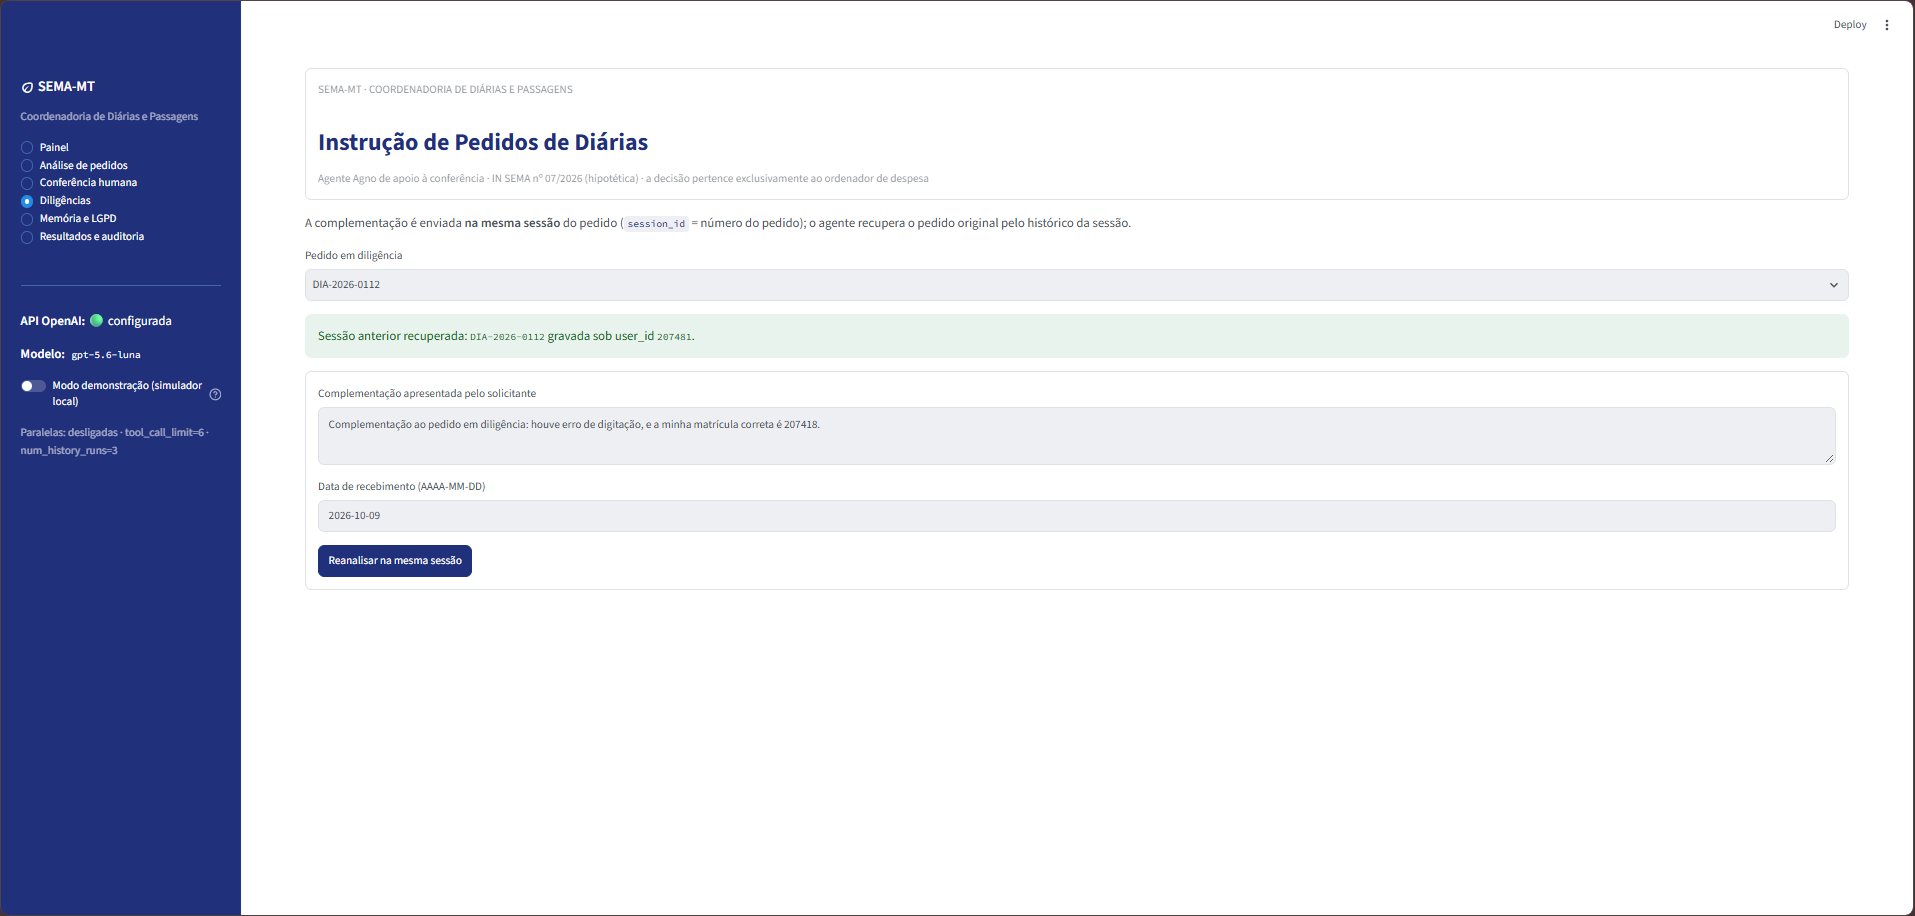 Deploy
SEMA-MT
Coordenadoria de Diárias e Passagens
Painel
Análise de pedidos
Conferência humana
Diligências
Memória e LGPD
Resultados e auditoria
API OpenAI: configurada
Modelo: gpt-5.6-luna
Modo demonstração (simulador
local)
Paralelas: desligadas · tool_call_limit=6 ·
num_history_runs=3
SEMA-MT · COORDENADORIA DE DIÁRIAS E PASSAGENS
Instrução de Pedidos de Diárias
Agente Agno de apoio à conferência · IN SEMA nº 07/2026 (hipotética) · a decisão pertence exclusivamente ao ordenador de despesa
A complementação é enviada na mesma sessão do pedido (session_id = número do pedido); o agente recupera o pedido original pelo histórico da sessão.
Pedido em diligência
DIA-2026-0112
Sessão anterior recuperada: DIA-2026-0112 gravada sob user_id 207481.
Complementação apresentada pelo solicitante
Complementação ao pedido em diligência: houve erro de digitação, e a minha matrícula correta é 207418.
Data de recebimento (AAAA-MM-DD)
2026-10-09
Reanalisar na mesma sessão